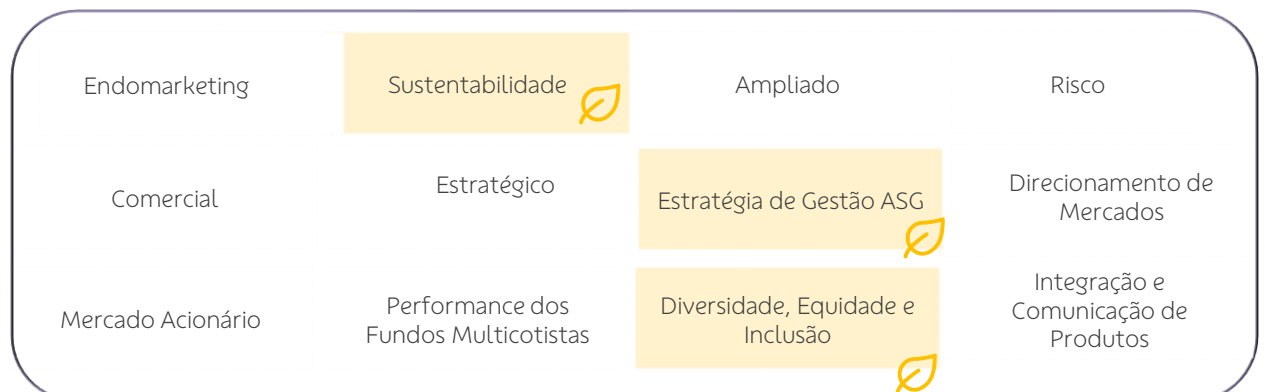 Endomarketing
Sustentabilidade
Ampliado
Risco
Comercial
Estratégico
Estratégia de Gestão ASG
Direcionamento de
Mercados
Mercado Acionário
Performance dos
Fundos Multicotistas
Diversidade, Equidade e
Inclusão
Integração e
Comunicação de
Produtos